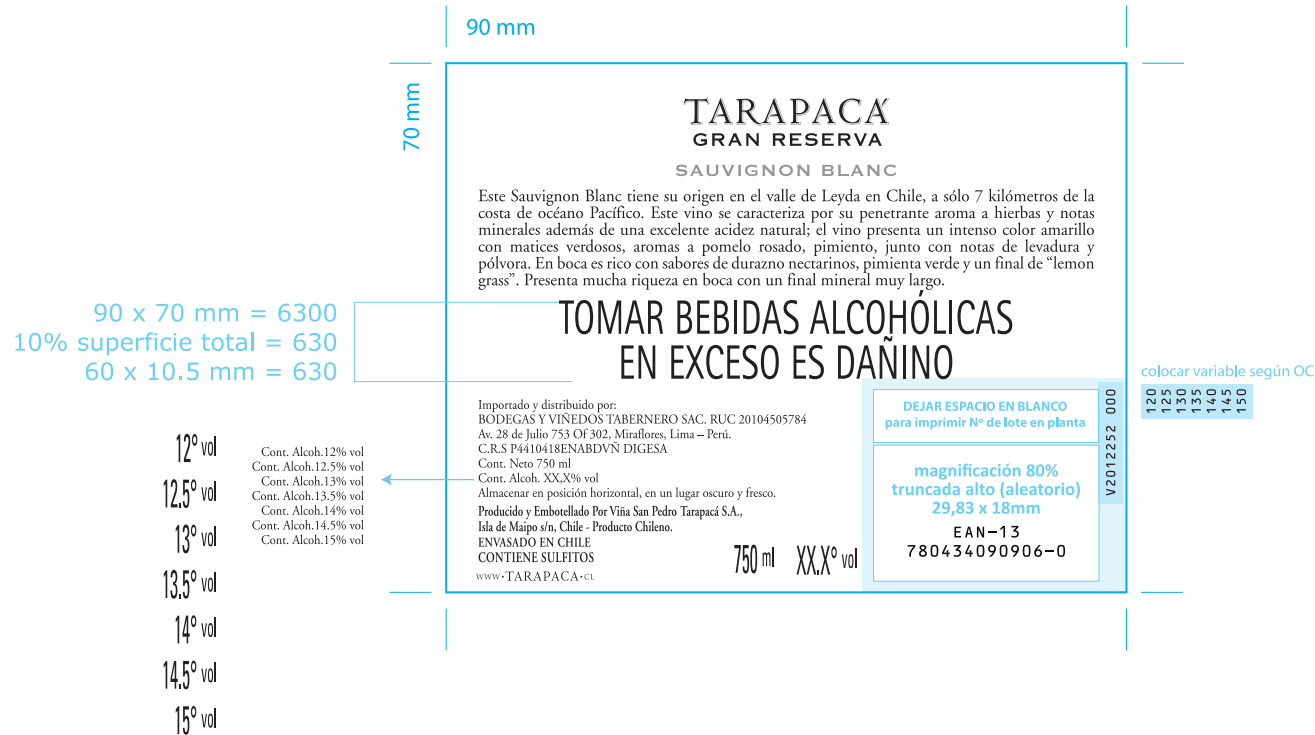 90 mm
70 mm
TARAPACÁ
GRAN RESERVA
SAUVIGNON BLANC
Este Sauvignon Blanc tiene su origen en el valle de Leyda en Chile, a sólo 7 kilómetros de la
costa de océano Pacífico. Este vino se caracteriza por su penetrante aroma a hierbas y notas
minerales además de una excelente acidez natural; el vino presenta un intenso color amarillo
con matices verdosos, aromas a pomelo rosado, pimiento, junto con notas de levadura y
pólvora. En boca es rico con sabores de durazno nectarinos, pimienta verde y un final de “lemon
grass”. Presenta mucha riqueza en boca con un final mineral muy largo.
90 x 70 mm = 6300
10% superficie total = 630
60 x 10.5 mm = 630
TOMAR BEBIDAS ALCOHÓLICAS
EN EXCESO ES DAÑINO
Importado y distribuido por:
BODEGAS Y VIÑEDOS TABERNERO SAC. RUC 20104505784
Av. 28 de Julio 753 Of 302, Miraflores, Lima – Perú.
C.R.S P4410418ENABDVÑ DIGESA
Cont. Neto 750 ml
Cont. Alcoh. XX,X% vol
Almacenar en posición horizontal, en un lugar oscuro y fresco.
Producido y Embotellado Por Viña San Pedro Tarapacá S.A.,
Isla de Maipo s/n, Chile - Producto Chileno.
ENVASADO EN CHILE
CONTIENE SULFITOS
WWW·TARAPACA·CL
750 ml
XX.X° vol
DEJAR ESPACIO EN BLANCO
para imprimir Nº de lote en planta
magnificación 80%
truncada alto (aleatorio)
29,83 x 18mm
EAN-13
780434090906-0
V2012252 000
colocar variable según OC
120
125
130
135
140
145
150
12° vol
12.5° vol
13° vol
13.5° vol
14° vol
14.5° vol
15° vol
Cont. Alcoh.12% vol
Cont. Alcoh.12.5% vol
Cont. Alcoh.13% vol
Cont. Alcoh.13.5% vol
Cont. Alcoh.14% vol
Cont. Alcoh.14.5% vol
Cont. Alcoh.15% vol